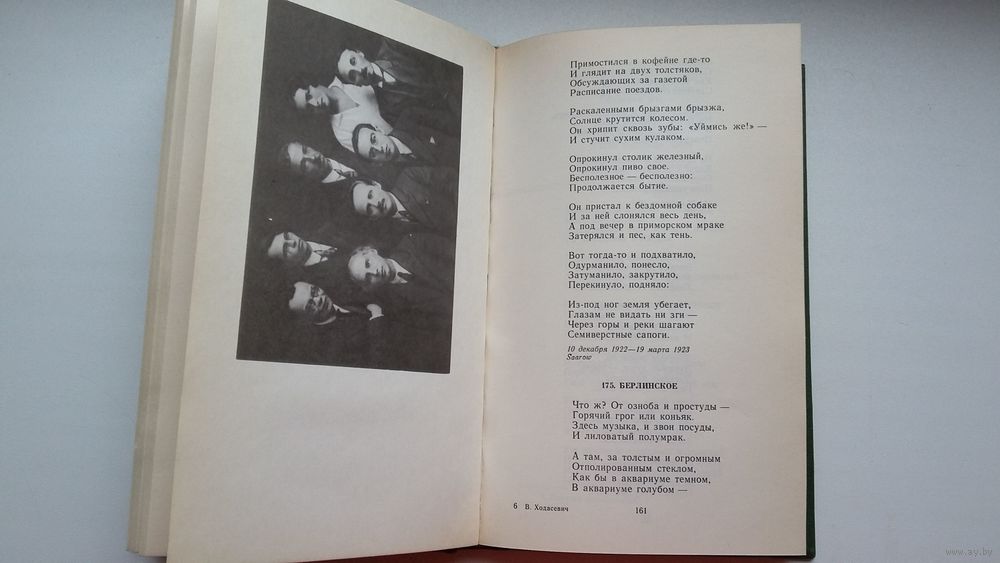 Примостился в кофейне где-то
И глядит на двух толстяков,
Обсуждающих за газетой
Расписание поездов.
Раскаленными брызгами брызжа,
Солнце крутится колесом.
Он хрипит сквозь зубы: «Уймись же!» —
И стучит сухим кулаком.
Опрокинул столик железный,
Опрокинул пиво свое.
Бесполезное — бесполезно:
Продолжается бытие.
Он пристал к бездомной собаке
И за ней слонялся весь день,
А под вечер в приморском мраке
Затерялся и пес, как тень.
Вот тогда-то и подхватило,
Одурманило, понесло,
Затуманило, закрутило,
Перекинуло, подняло:
Из-под ног земля убегает,
Глазам не видать ни зги —
Через горы и реки шагают
Семиверстные сапоги.
10 декабря 1922—19 марта 1923
Saarow
175. БЕРЛИНСКОЕ
Что ж? От озноба и простуды —
Горячий грог или коньяк.
Здесь музыка, и звон посуды,
И лиловатый полумрак.
А там, за толстым и огромным
Отполированным стеклом,
Как бы в аквариуме темном,
В аквариуме голубом —
6 В. Ходасевич
161
www.ay.by